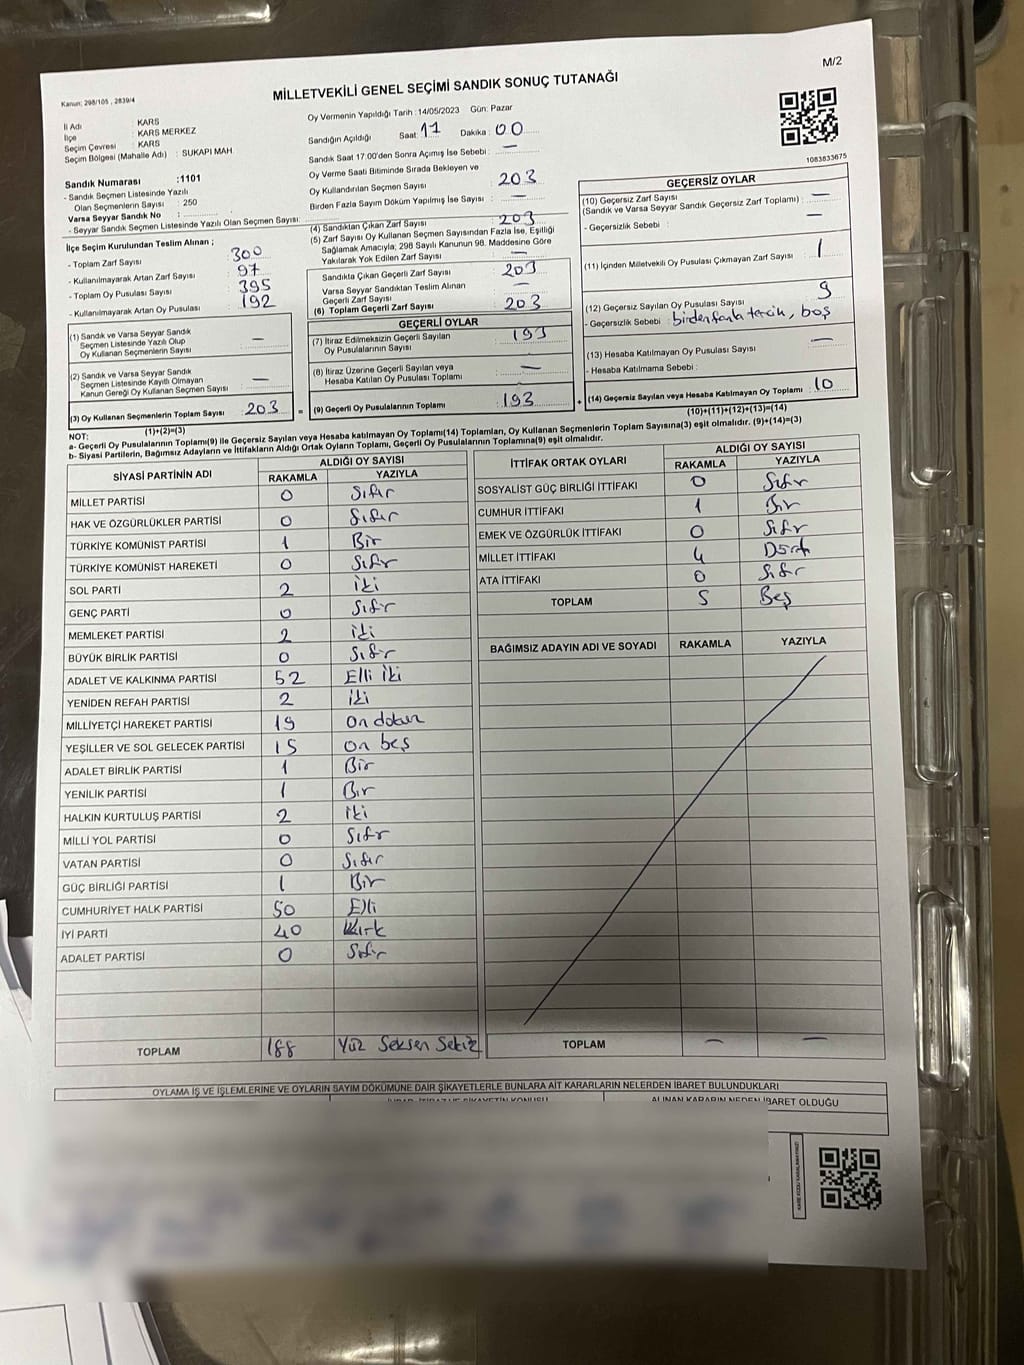 M/2
Kanun: 298/105 , 2839/4
MİLLETVEKİLİ GENEL SEÇİMİ SANDIK SONUÇ TUTANAĞI
İl Adı : KARS
İlçe : KARS MERKEZ
Seçim Çevresi : KARS
Seçim Bölgesi (Mahalle Adı) : SUKAPI MAH.
Sandık Numarası :1101
- Sandık Seçmen Listesinde Yazılı
Olan Seçmenlerin Sayısı : 250
Varsa Seyyar Sandık No :
- Seyyar Sandık Seçmen Listesinde Yazılı Olan Seçmen Sayısı:
İlçe Seçim Kurulundan Teslim Alınan ;
- Toplam Zarf Sayısı : 300
- Kullanılmayarak Artan Zarf Sayısı : 97
- Toplam Oy Pusulası Sayısı : 395
- Kullanılmayarak Artan Oy Pusulası : 192
(1) Sandık ve Varsa Seyyar Sandık
Seçmen Listesinde Yazılı Olup
Oy Kullanan Seçmenlerin Sayısı : —
(2) Sandık ve Varsa Seyyar Sandık
Seçmen Listesinde Kayıtlı Olmayan
Kanun Gereği Oy Kullanan Seçmen Sayısı : —
(3) Oy Kullanan Seçmenlerin Toplam Sayısı : 203 =
(1)+(2)=(3)
Oy Vermenin Yapıldığı Tarih :14/05/2023 Gün: Pazar
Sandığın Açıldığı Saat: 17 Dakika : 00
Sandık Saat 17.00'den Sonra Açımış İse Sebebi : —
Oy Verme Saati Bitiminde Sırada Bekleyen ve
Oy Kullandırılan Seçmen Sayısı : 203
Birden Fazla Sayım Döküm Yapılmış İse Sayısı : —
(4) Sandıktan Çıkan Zarf Sayısı : 203
(5) Zarf Sayısı Oy Kullanan Seçmen Sayısından Fazla İse, Eşitliği
Sağlamak Amacıyla; 298 Sayılı Kanunun 98. Maddesine Göre
Yakılarak Yok Edilen Zarf Sayısı : —
Sandıkta Çıkan Geçerli Zarf Sayısı : 203
Varsa Seyyar Sandıktan Teslim Alınan
Geçerli Zarf Sayısı : —
(6) Toplam Geçerli Zarf Sayısı : 203
GEÇERLİ OYLAR
(7) İtiraz Edilmeksizin Geçerli Sayılan
Oy Pusulalarının Sayısı : 193
(8) İtiraz Üzerine Geçerli Sayılan veya
Hesaba Katılan Oy Pusulası Toplamı : —
(9) Geçerli Oy Pusulalarının Toplamı : 193 +
1083833675
GEÇERSİZ OYLAR
(10) Geçersiz Zarf Sayısı
(Sandık ve Varsa Seyyar Sandık Geçersiz Zarf Toplamı) : —
- Geçersizlik Sebebi : —
(11) İçinden Milletvekili Oy Pusulası Çıkmayan Zarf Sayısı : 1
(12) Geçersiz Sayılan Oy Pusulası Sayısı : 9
- Geçersizlik Sebebi : birden fazla tercih, boş
(13) Hesaba Katılmayan Oy Pusulası Sayısı : —
- Hesaba Katılmama Sebebi :
(14) Geçersiz Sayılan veya Hesaba Katılmayan Oy Toplamı : 10
(10)+(11)+(12)+(13)=(14)
NOT:
a- Geçerli Oy Pusulalarının Toplamı(9) ile Geçersiz Sayılan veya Hesaba katılmayan Oy Toplamı(14) Toplamları, Oy Kullanan Seçmenlerin Toplam Sayısına(3) eşit olmalıdır. (9)+(14)=(3)
b- Siyasi Partilerin, Bağımsız Adayların ve İttifakların Aldığı Ortak Oyların Toplamı, Geçerli Oy Pusulalarının Toplamına(9) eşit olmalıdır.
SİYASİ PARTİNİN ADI ALDIĞI OY SAYISI
RAKAMLA YAZIYLA
MİLLET PARTİSİ 0 Sıfır
HAK VE ÖZGÜRLÜKLER PARTİSİ 0 Sıfır
TÜRKİYE KOMÜNİST PARTİSİ 1 Bir
TÜRKİYE KOMÜNİST HAREKETİ 0 Sıfır
SOL PARTİ 2 İki
GENÇ PARTİ 0 Sıfır
MEMLEKET PARTİSİ 2 iki
BÜYÜK BİRLİK PARTİSİ 0 Sıfır
ADALET VE KALKINMA PARTİSİ 52 Elli iki
YENİDEN REFAH PARTİSİ 2 iki
MİLLİYETÇİ HAREKET PARTİSİ 19 On dokuz
YEŞİLLER VE SOL GELECEK PARTİSİ 15 on beş
ADALET BİRLİK PARTİSİ 1 Bir
YENİLİK PARTİSİ 1 Bir
HALKIN KURTULUŞ PARTİSİ 2 iki
MİLLİ YOL PARTİSİ 0 Sıfır
VATAN PARTİSİ 0 Sıfır
GÜÇ BİRLİĞİ PARTİSİ 1 Bir
CUMHURİYET HALK PARTİSİ 50 Elli
İYİ PARTİ 40 Kırk
ADALET PARTİSİ 0 Sıfır
TOPLAM 188 Yüz Seksen Sekiz
İTTİFAK ORTAK OYLARI ALDIĞI OY SAYISI
RAKAMLA YAZIYLA
SOSYALİST GÜÇ BİRLİĞİ İTTİFAKI 0 Sıfır
CUMHUR İTTİFAKI 1 Bir
EMEK VE ÖZGÜRLÜK İTTİFAKI 0 Sıfır
MİLLET İTTİFAKI 4 Dört
ATA İTTİFAKI 0 Sıfır
TOPLAM 5 Beş
BAĞIMSIZ ADAYIN ADI VE SOYADI RAKAMLA YAZIYLA
TOPLAM — —
OYLAMA İŞ VE İŞLEMLERİNE VE OYLARIN SAYIM DÖKÜMÜNE DAİR ŞİKAYETLERLE BUNLARA AİT KARARLARIN NELERDEN İBARET BULUNDUKLARI
ALINAN KARARIN NEDEN İBARET OLDUĞU